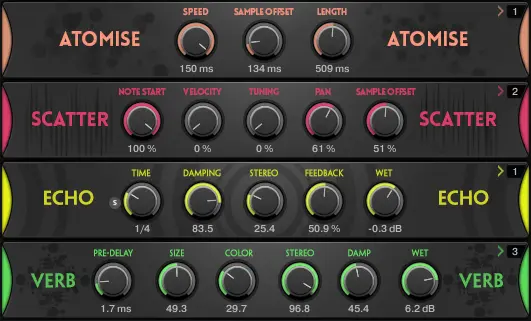 SPEED SAMPLE OFFSET LENGTH
1
ATOMISE ATOMISE
150 ms 134 ms 509 ms
NOTE START VELOCITY TUNING PAN SAMPLE OFFSET
2
SCATTER SCATTER
100 % 0 % 0 % 61 % 51 %
TIME DAMPING STEREO FEEDBACK WET
1
ECHO ECHO
S
1/4 83.5 25.4 50.9 % -0.3 dB
PRE-DELAY SIZE COLOR STEREO DAMP WET
3
VERB VERB
1.7 ms 49.3 29.7 96.8 45.4 6.2 dB